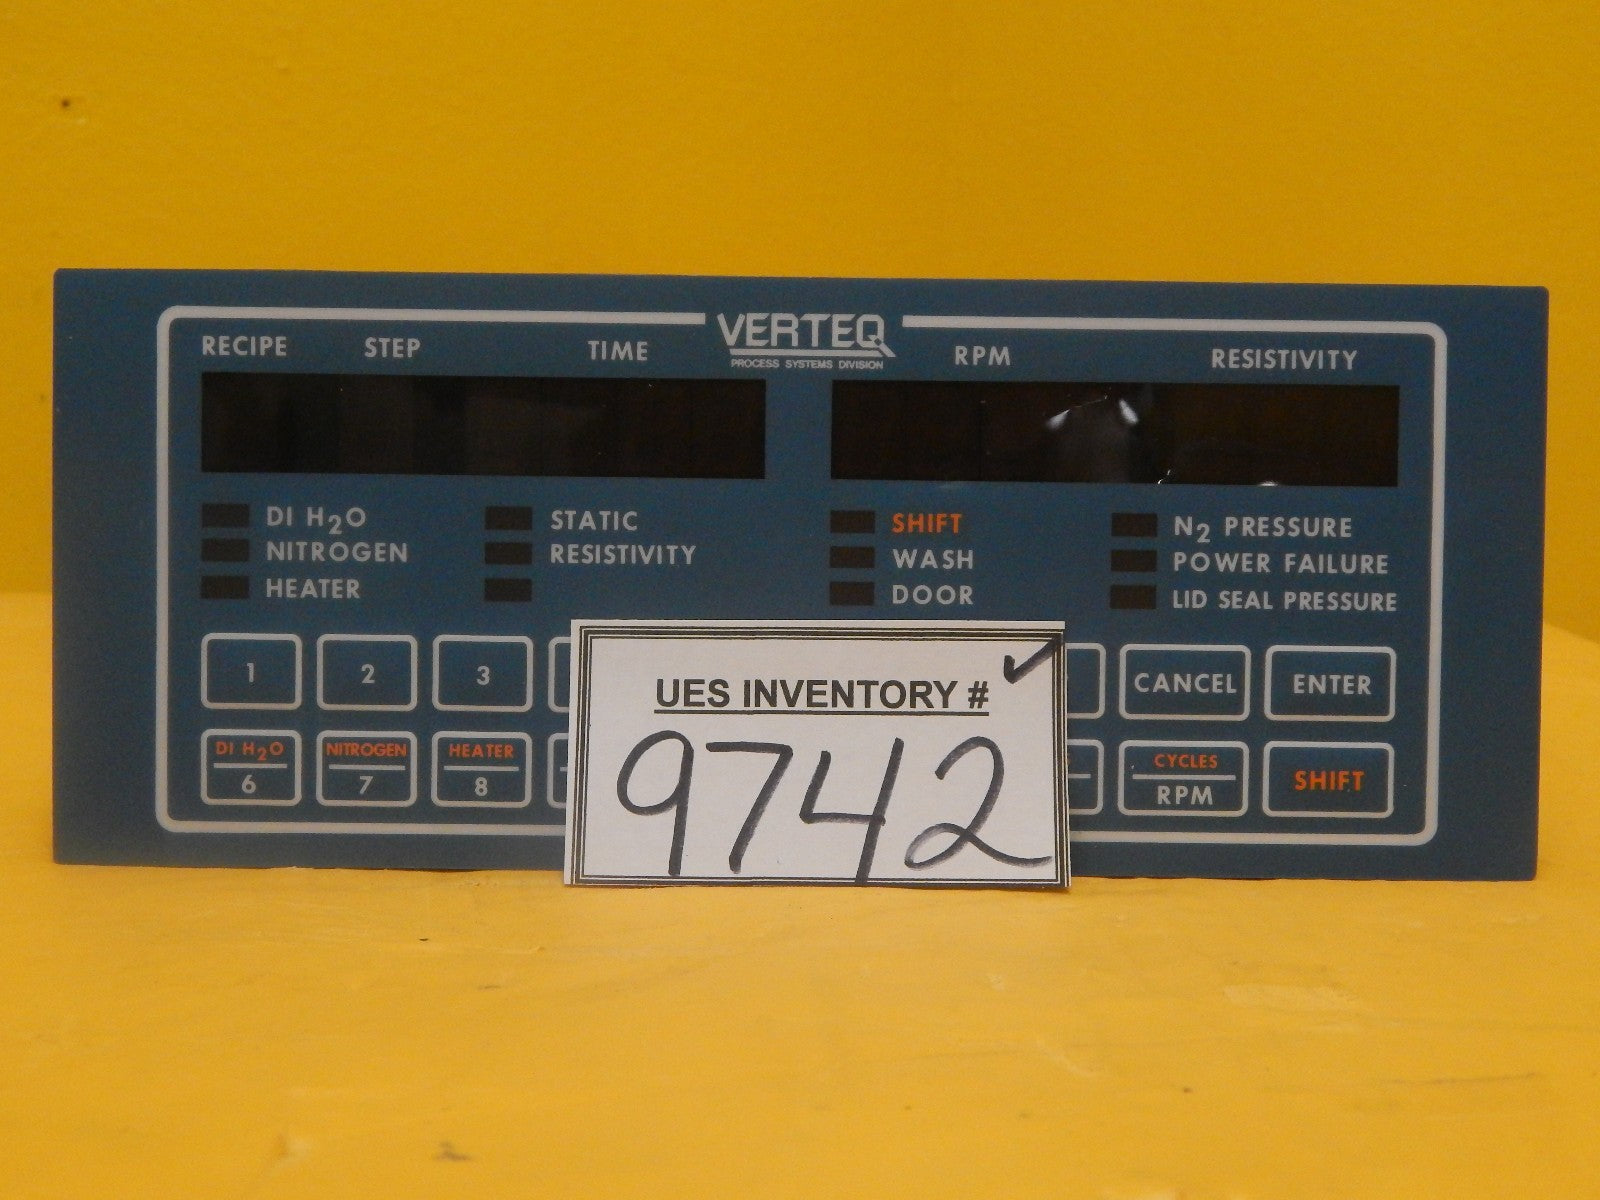 VERTEQ
PROCESS SYSTEMS DIVISION
RECIPE STEP TIME RPM RESISTIVITY
DI H2O STATIC SHIFT N2 PRESSURE
NITROGEN RESISTIVITY WASH POWER FAILURE
HEATER DOOR LID SEAL PRESSURE
1 2 3 CANCEL ENTER
DI H2O NITROGEN HEATER CYCLES
6 7 8 RPM SHIFT
UES INVENTORY #
9742